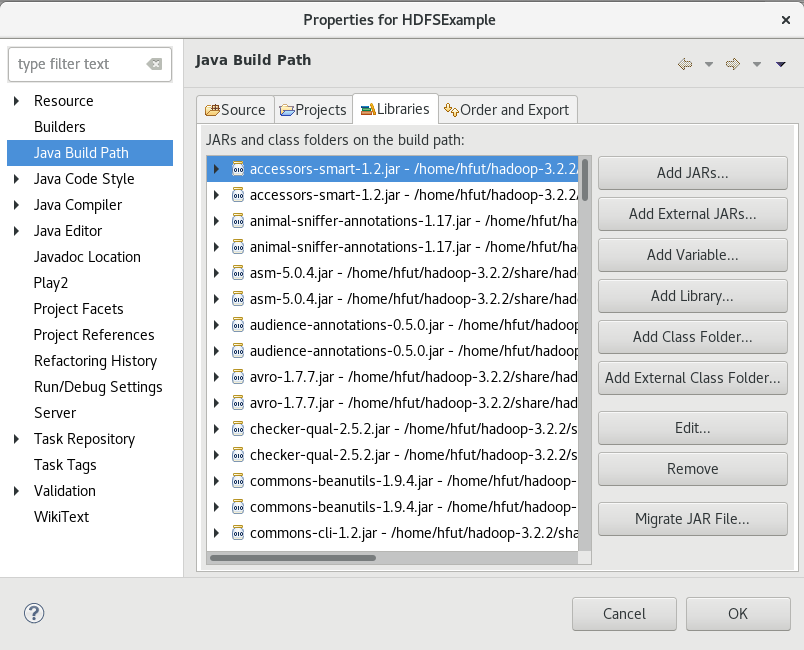 Properties for HDFSExample
type filter text
Resource
Builders
Java Build Path
Java Code Style
Java Compiler
Java Editor
Javadoc Location
Play2
Project Facets
Project References
Refactoring History
Run/Debug Settings
Server
Task Repository
Task Tags
Validation
WikiText
Java Build Path
Source Projects Libraries Order and Export
JARs and class folders on the build path:
accessors-smart-1.2.jar - /home/hfut/hadoop-3.2.2/
accessors-smart-1.2.jar - /home/hfut/hadoop-3.2.2/
animal-sniffer-annotations-1.17.jar - /home/hfut/ha
animal-sniffer-annotations-1.17.jar - /home/hfut/ha
asm-5.0.4.jar - /home/hfut/hadoop-3.2.2/share/had
asm-5.0.4.jar - /home/hfut/hadoop-3.2.2/share/had
audience-annotations-0.5.0.jar - /home/hfut/hadoop
audience-annotations-0.5.0.jar - /home/hfut/hadoop
avro-1.7.7.jar - /home/hfut/hadoop-3.2.2/share/had
avro-1.7.7.jar - /home/hfut/hadoop-3.2.2/share/had
checker-qual-2.5.2.jar - /home/hfut/hadoop-3.2.2/s
checker-qual-2.5.2.jar - /home/hfut/hadoop-3.2.2/s
commons-beanutils-1.9.4.jar - /home/hfut/hadoop-
commons-beanutils-1.9.4.jar - /home/hfut/hadoop-
commons-cli-1.2.jar - /home/hfut/hadoop-3.2.2/sha
Add JARs...
Add External JARs...
Add Variable...
Add Library...
Add Class Folder...
Add External Class Folder...
Edit...
Remove
Migrate JAR File...
?
Cancel
OK